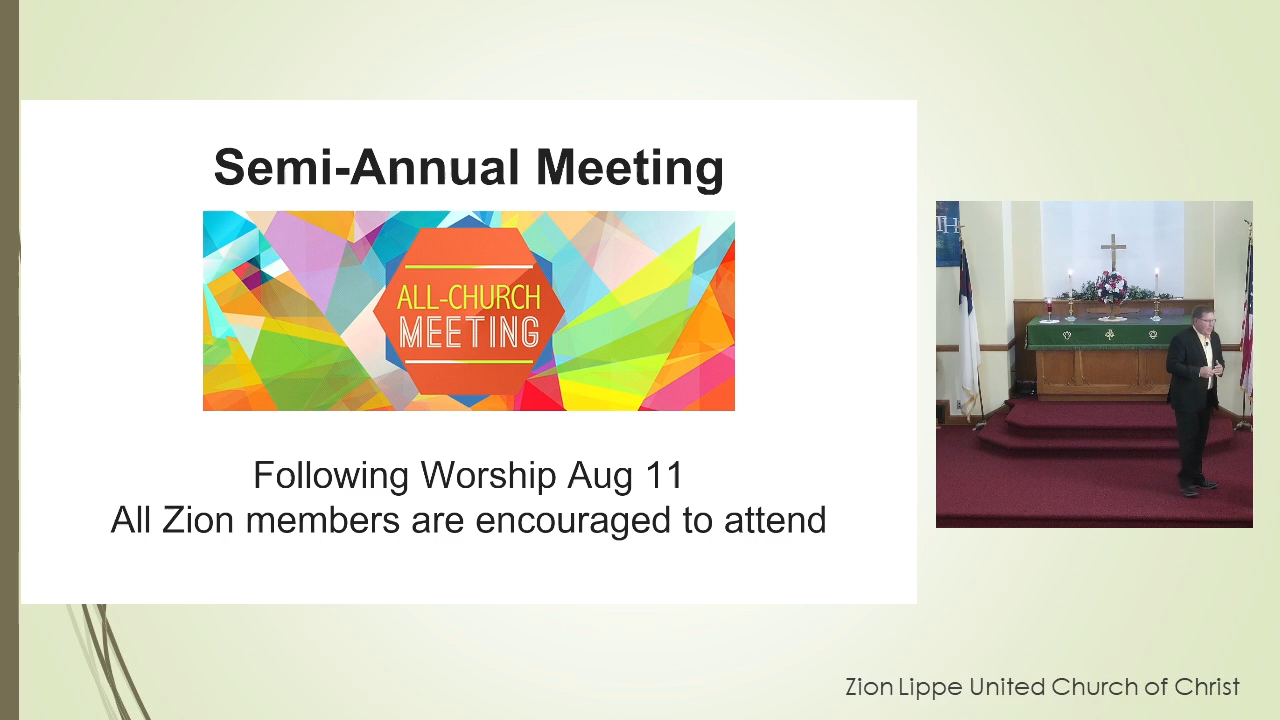 Semi-Annual Meeting
ALL-CHURCH
MEETING
Following Worship Aug 11
All Zion members are encouraged to attend
Zion Lippe United Church of Christ